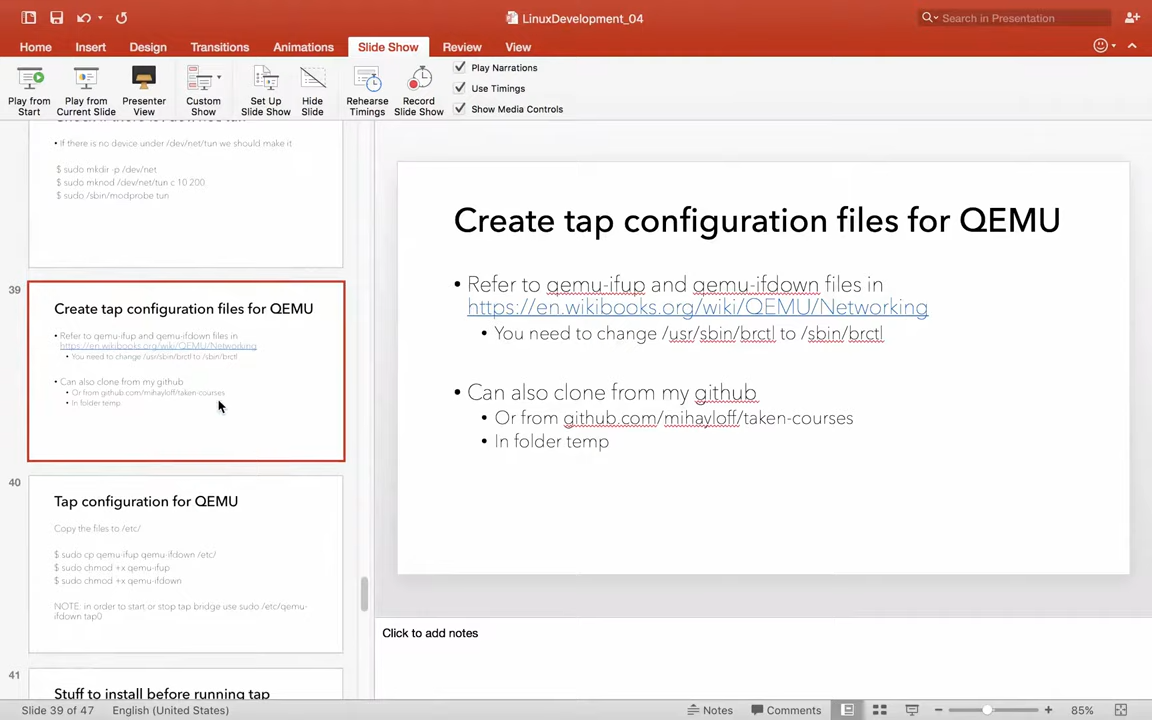 LinuxDevelopment_04
Search in Presentation
Home Insert Design Transitions Animations Slide Show Review View
Play from Start
Play from Current Slide
Presenter View
Custom Show
Set Up Slide Show
Hide Slide
Rehearse Timings
Record Slide Show
Play Narrations
Use Timings
Show Media Controls
• If there is no device under /dev/net/tun we should make it
$ sudo mkdir -p /dev/net
$ sudo mknod /dev/net/tun c 10 200
$ sudo /sbin/modprobe tun
39
Create tap configuration files for QEMU
• Refer to qemu-ifup and qemu-ifdown files in
https://en.wikibooks.org/wiki/QEMU/Networking
• You need to change /usr/sbin/brctl to /sbin/brctl
• Can also clone from my github
• Or from github.com/mihayloff/taken-courses
• In folder temp
40
Tap configuration for QEMU
Copy the files to /etc/
$ sudo cp qemu-ifup qemu-ifdown /etc/
$ sudo chmod +x qemu-ifup
$ sudo chmod +x qemu-ifdown
NOTE: in order to start or stop tap bridge use sudo /etc/qemu-
ifdown tap0
41
Stuff to install before running tap
Create tap configuration files for QEMU
• Refer to qemu-ifup and qemu-ifdown files in
https://en.wikibooks.org/wiki/QEMU/Networking
• You need to change /usr/sbin/brctl to /sbin/brctl
• Can also clone from my github
• Or from github.com/mihayloff/taken-courses
• In folder temp
Click to add notes
Slide 39 of 47 English (United States) Notes Comments 85%